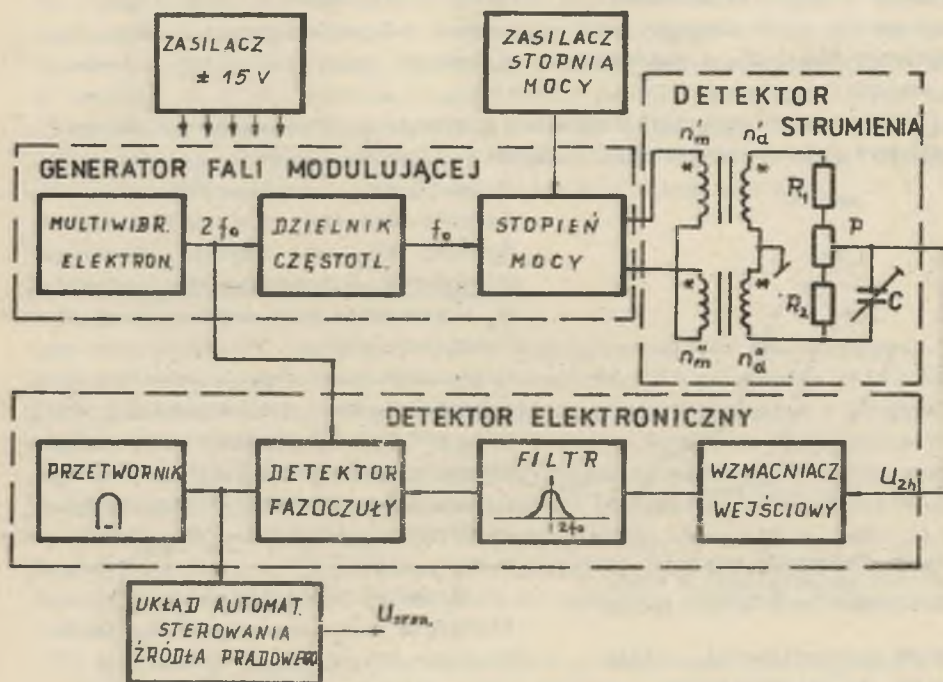 ZASILACZ
± 15 V
ZASILACZ
STOPNIA
MOCY
DETEKTOR
STRUMIENIA
n'm n'd
* *
R1
P
R2
C
* *
n"m n"d
GENERATOR FALI MODULUJĄCEJ
MULTIWIBR.
ELEKTRON.
2f0
DZIELNIK
CZĘSTOTL.
f0
STOPIEŃ
MOCY
DETEKTOR ELEKTRONICZNY
PRZETWORNIK
DETEKTOR
FAZOCZUŁY
FILTR
2f0
WZMACNIACZ
WEJŚCIOWY
U2h
UKŁAD AUTOMAT.
STEROWANIA
ŹRÓDŁA PRĄDOWEGO